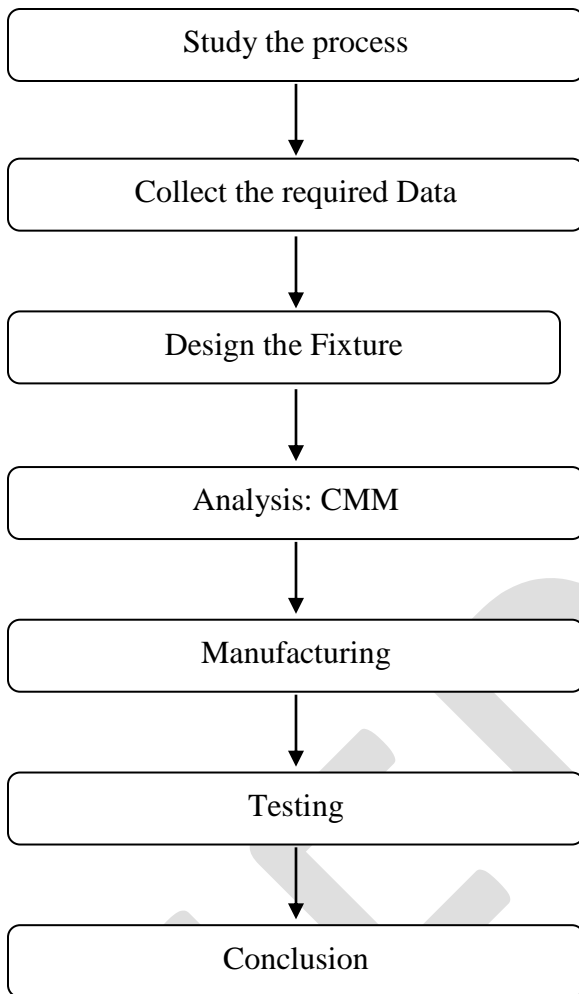 Study the process
Collect the required Data
Design the Fixture
Analysis: CMM
Manufacturing
Testing
Conclusion